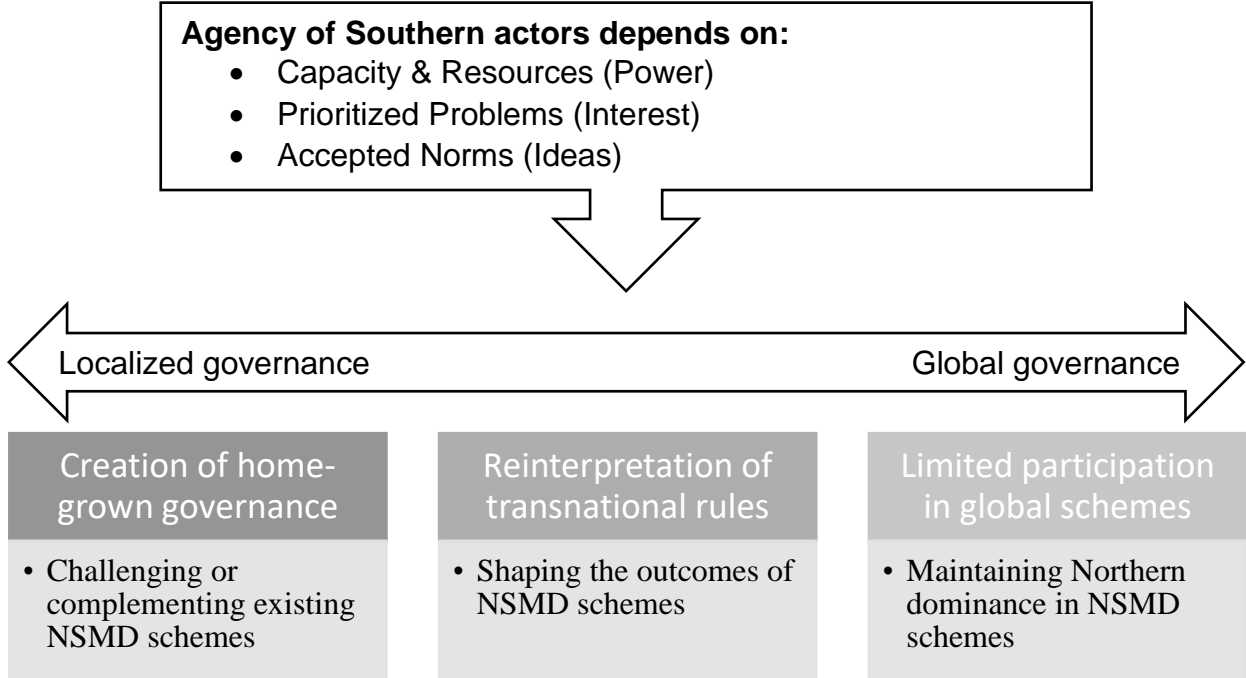 Agency of Southern actors depends on:
• Capacity & Resources (Power)
• Prioritized Problems (Interest)
• Accepted Norms (Ideas)
Localized governance
Global governance
Creation of home-
grown governance
• Challenging or
complementing existing
NSMD schemes
Reinterpretation of
transnational rules
• Shaping the outcomes of
NSMD schemes
Limited participation
in global schemes
• Maintaining Northern
dominance in NSMD
schemes